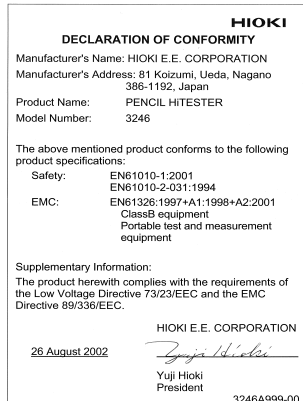 HIOKI
DECLARATION OF CONFORMITY
Manufacturer's Name: HIOKI E.E. CORPORATION
Manufacturer's Address: 81 Koizumi, Ueda, Nagano
386-1192, Japan
Product Name: PENCIL HiTESTER
Model Number: 3246
The above mentioned product conforms to the following
product specifications:
Safety: EN61010-1:2001
EN61010-2-031:1994
EMC: EN61326:1997+A1:1998+A2:2001
ClassB equipment
Portable test and measurement
equipment
Supplementary Information:
The product herewith complies with the requirements of
the Low Voltage Directive 73/23/EEC and the EMC
Directive 89/336/EEC.
HIOKI E.E. CORPORATION
26 August 2002 Yuji Hioki
Yuji Hioki
President
3246A999-00